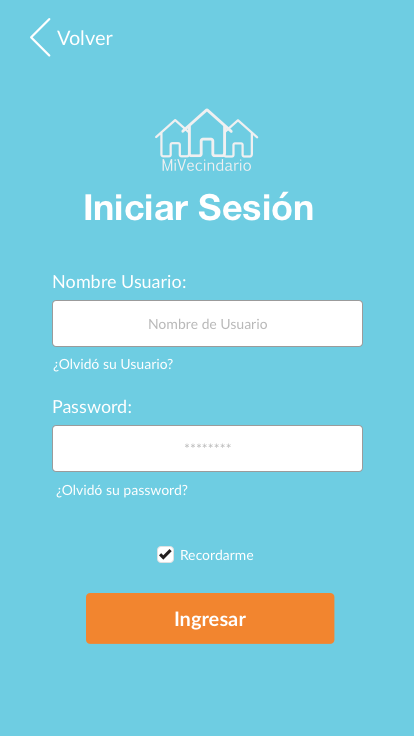 Volver
MiVecindario
Iniciar Sesión
Nombre Usuario:
Nombre de Usuario
¿Olvidó su Usuario?
Password:
********
¿Olvidó su password?
Recordarme
Ingresar